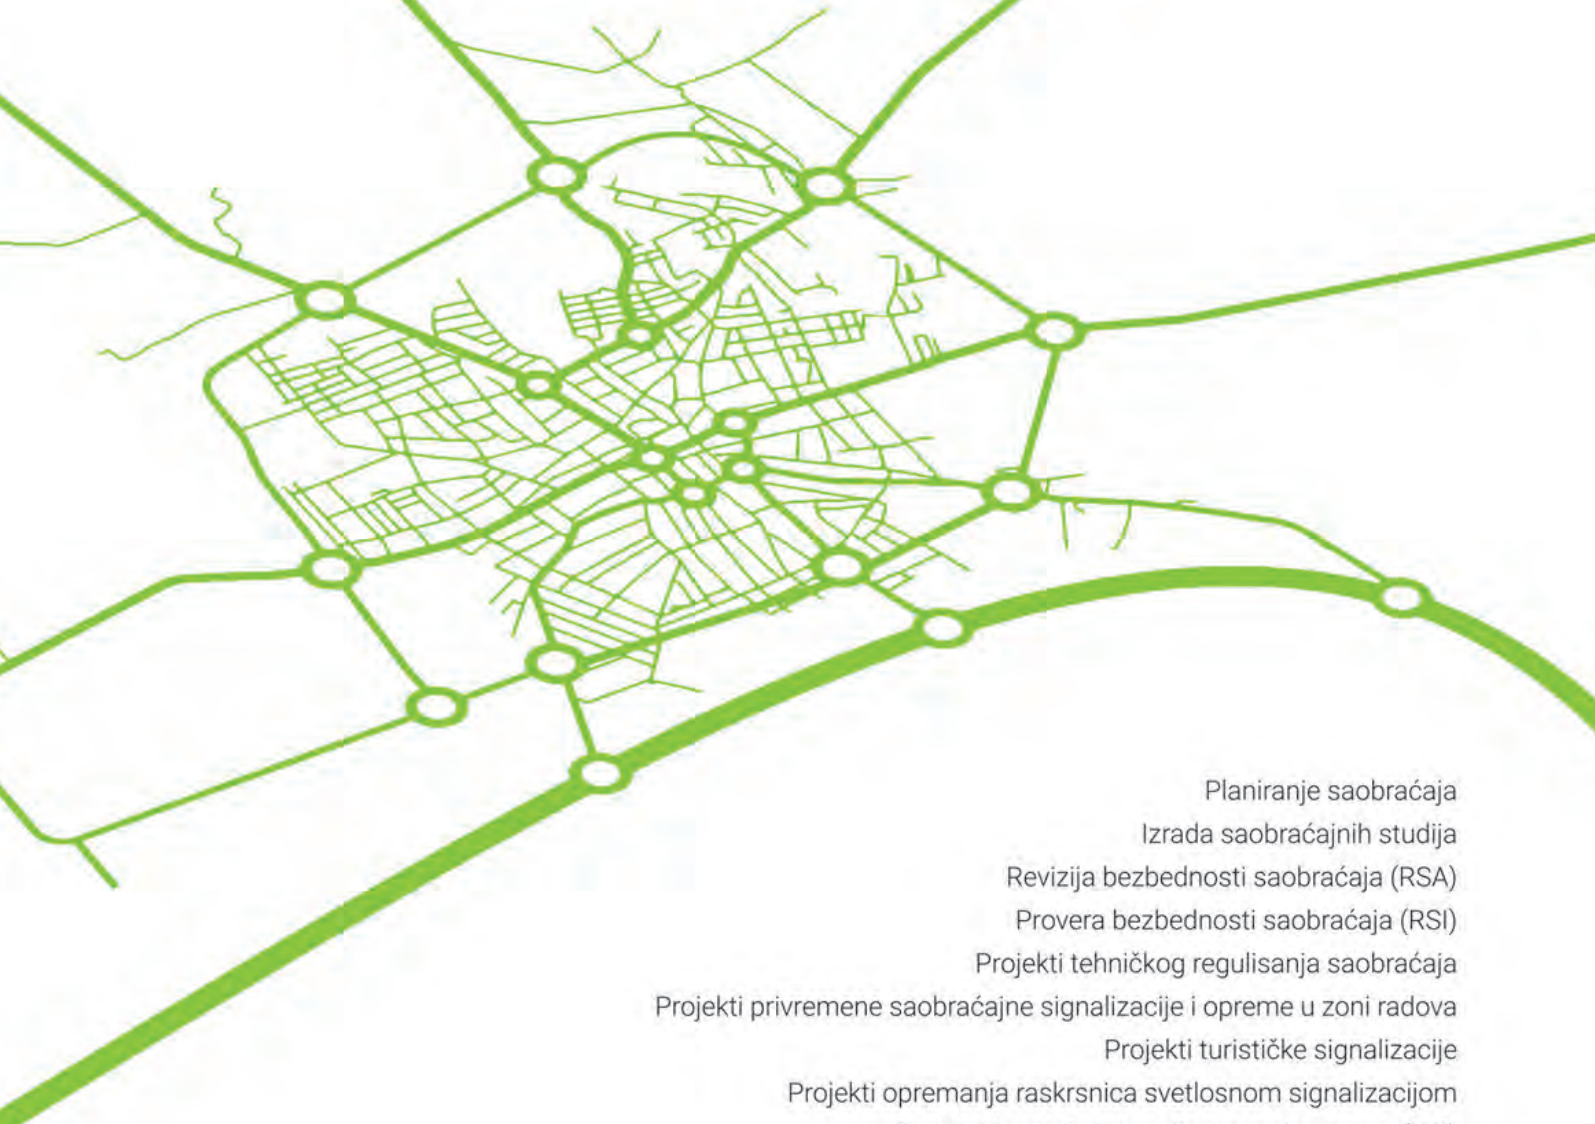 Planiranje saobraćaja
Izrada saobraćajnih studija
Revizija bezbednosti saobraćaja (RSA)
Provera bezbednosti saobraćaja (RSI)
Projekti tehničkog regulisanja saobraćaja
Projekti privremene saobraćajne signalizacije i opreme u zoni radova
Projekti turističke signalizacije
Projekti opremanja raskrsnica svetlosnom signalizacijom